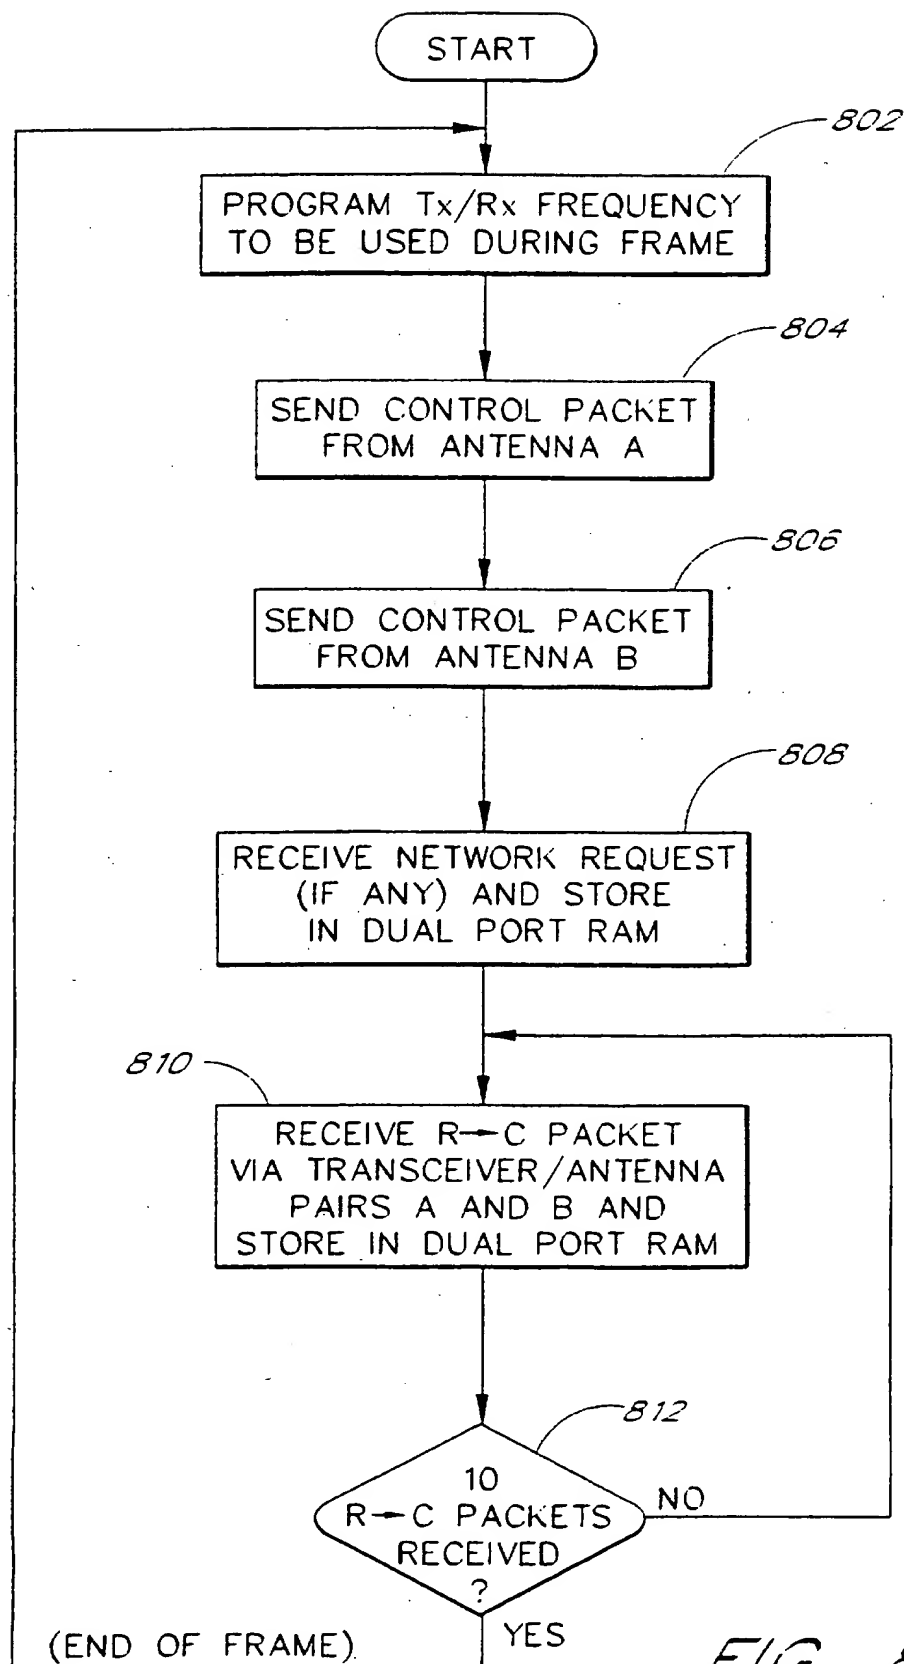 START
802
PROGRAM Tx/Rx FREQUENCY
TO BE USED DURING FRAME
804
SEND CONTROL PACKET
FROM ANTENNA A
806
SEND CONTROL PACKET
FROM ANTENNA B
808
RECEIVE NETWORK REQUEST
(IF ANY) AND STORE
IN DUAL PORT RAM
810
RECEIVE R→C PACKET
VIA TRANSCEIVER/ANTENNA
PAIRS A AND B AND
STORE IN DUAL PORT RAM
812
10
R→C PACKETS
RECEIVED
?
NO
YES
(END OF FRAME)
FIG.